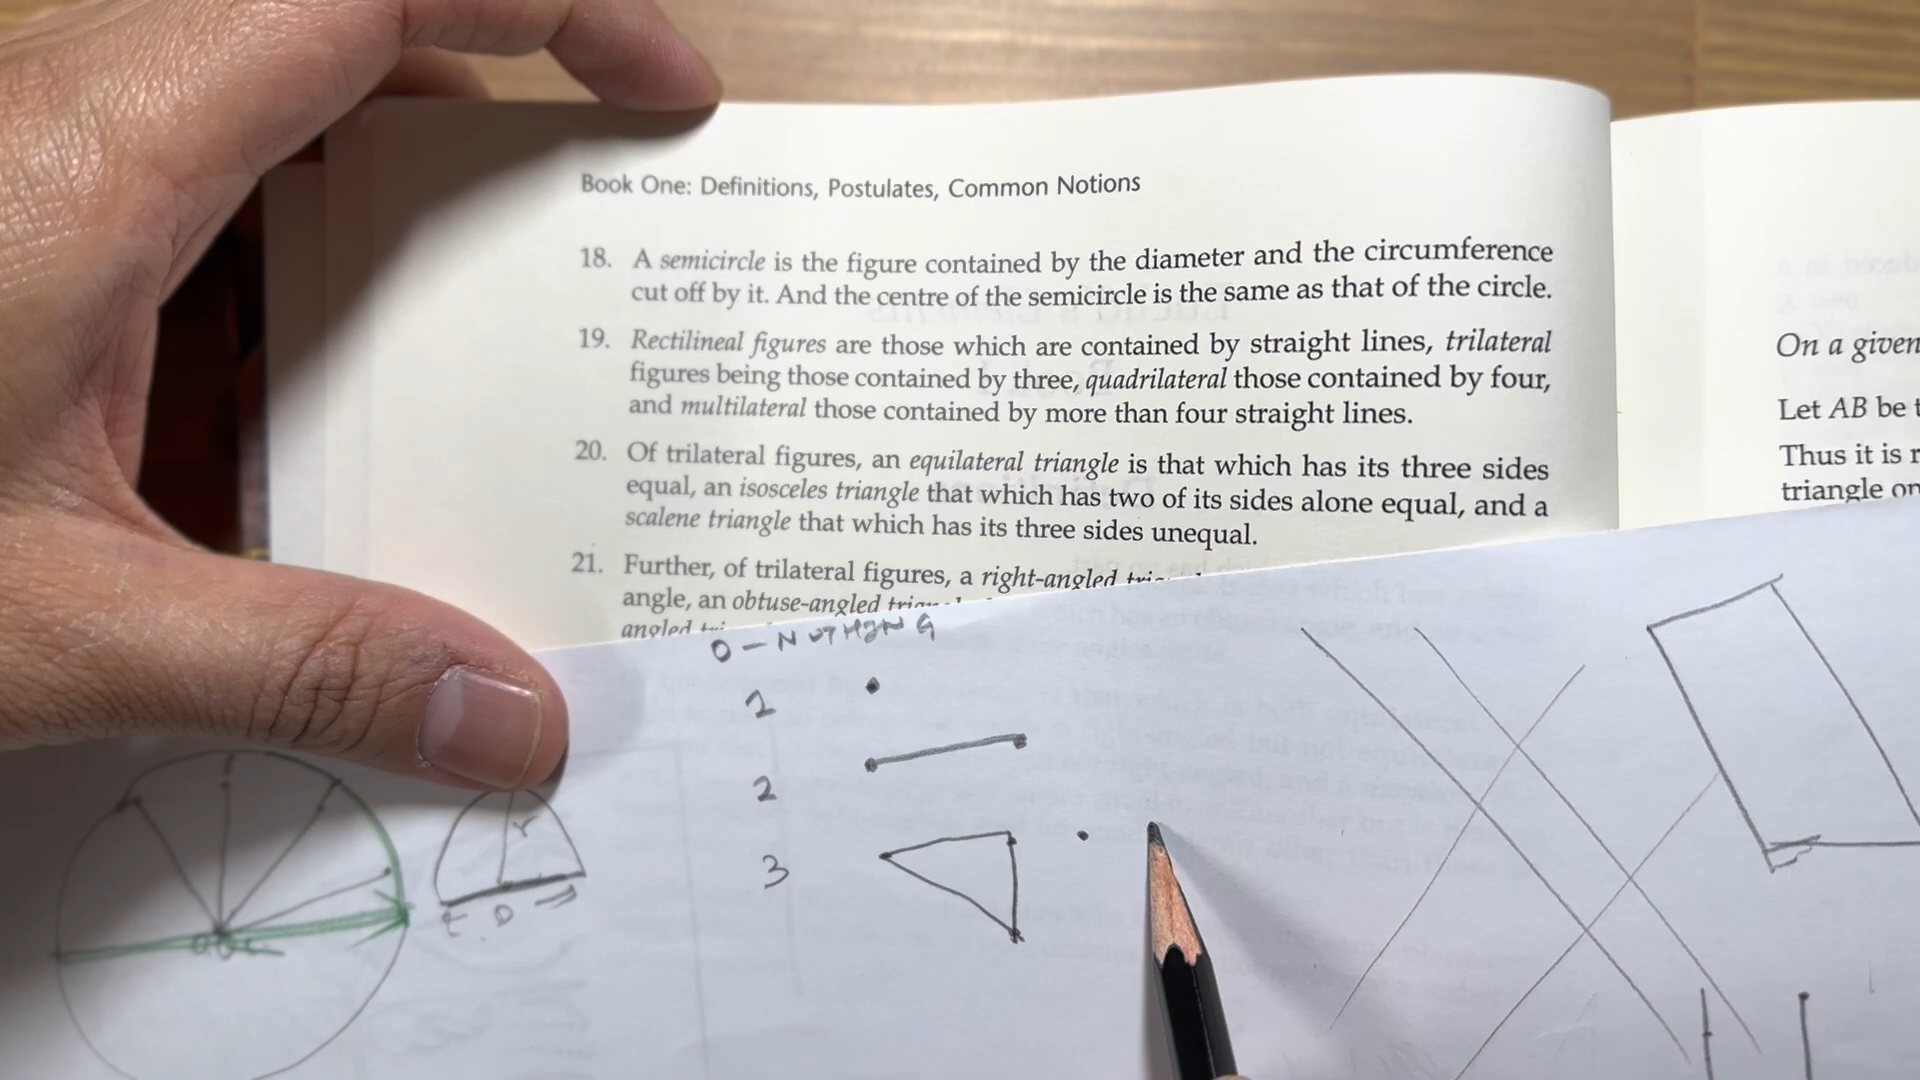 Book One: Definitions, Postulates, Common Notions
18. A semicircle is the figure contained by the diameter and the circumference
cut off by it. And the centre of the semicircle is the same as that of the circle.
19. Rectilineal figures are those which are contained by straight lines, trilateral
figures being those contained by three, quadrilateral those contained by four,
and multilateral those contained by more than four straight lines.
20. Of trilateral figures, an equilateral triangle is that which has its three sides
equal, an isosceles triangle that which has two of its sides alone equal, and a
scalene triangle that which has its three sides unequal.
21. Further, of trilateral figures, a right-angled
angle, an obtuse-angled
angled
On a given
Let AB be
Thus it is
triangle on
0 - NOTHING
2
2
3
r